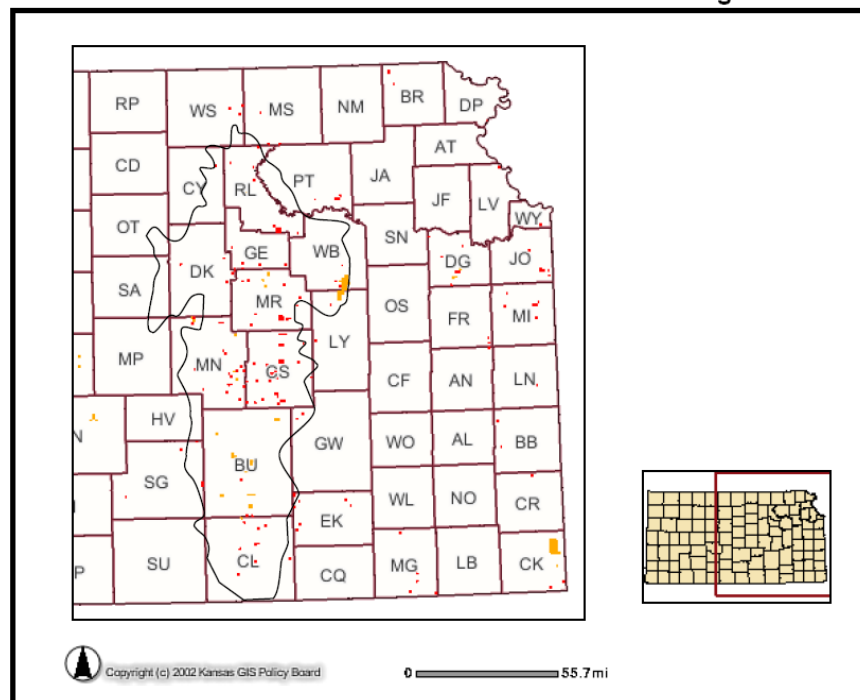 RP
WS
MS
NM
BR
DP
CD
CY
RL
PT
JA
AT
JF
LV
WY
OT
GE
WB
SN
DG
JO
SA
DK
MR
OS
FR
MI
MP
MN
CS
LY
CF
AN
LN
N
HV
BU
GW
WO
AL
BB
SG
EK
WL
NO
CR
P
SU
CL
CQ
MG
LB
CK
Copyright (c) 2002 Kansas GIS Policy Board
0 55.7mi